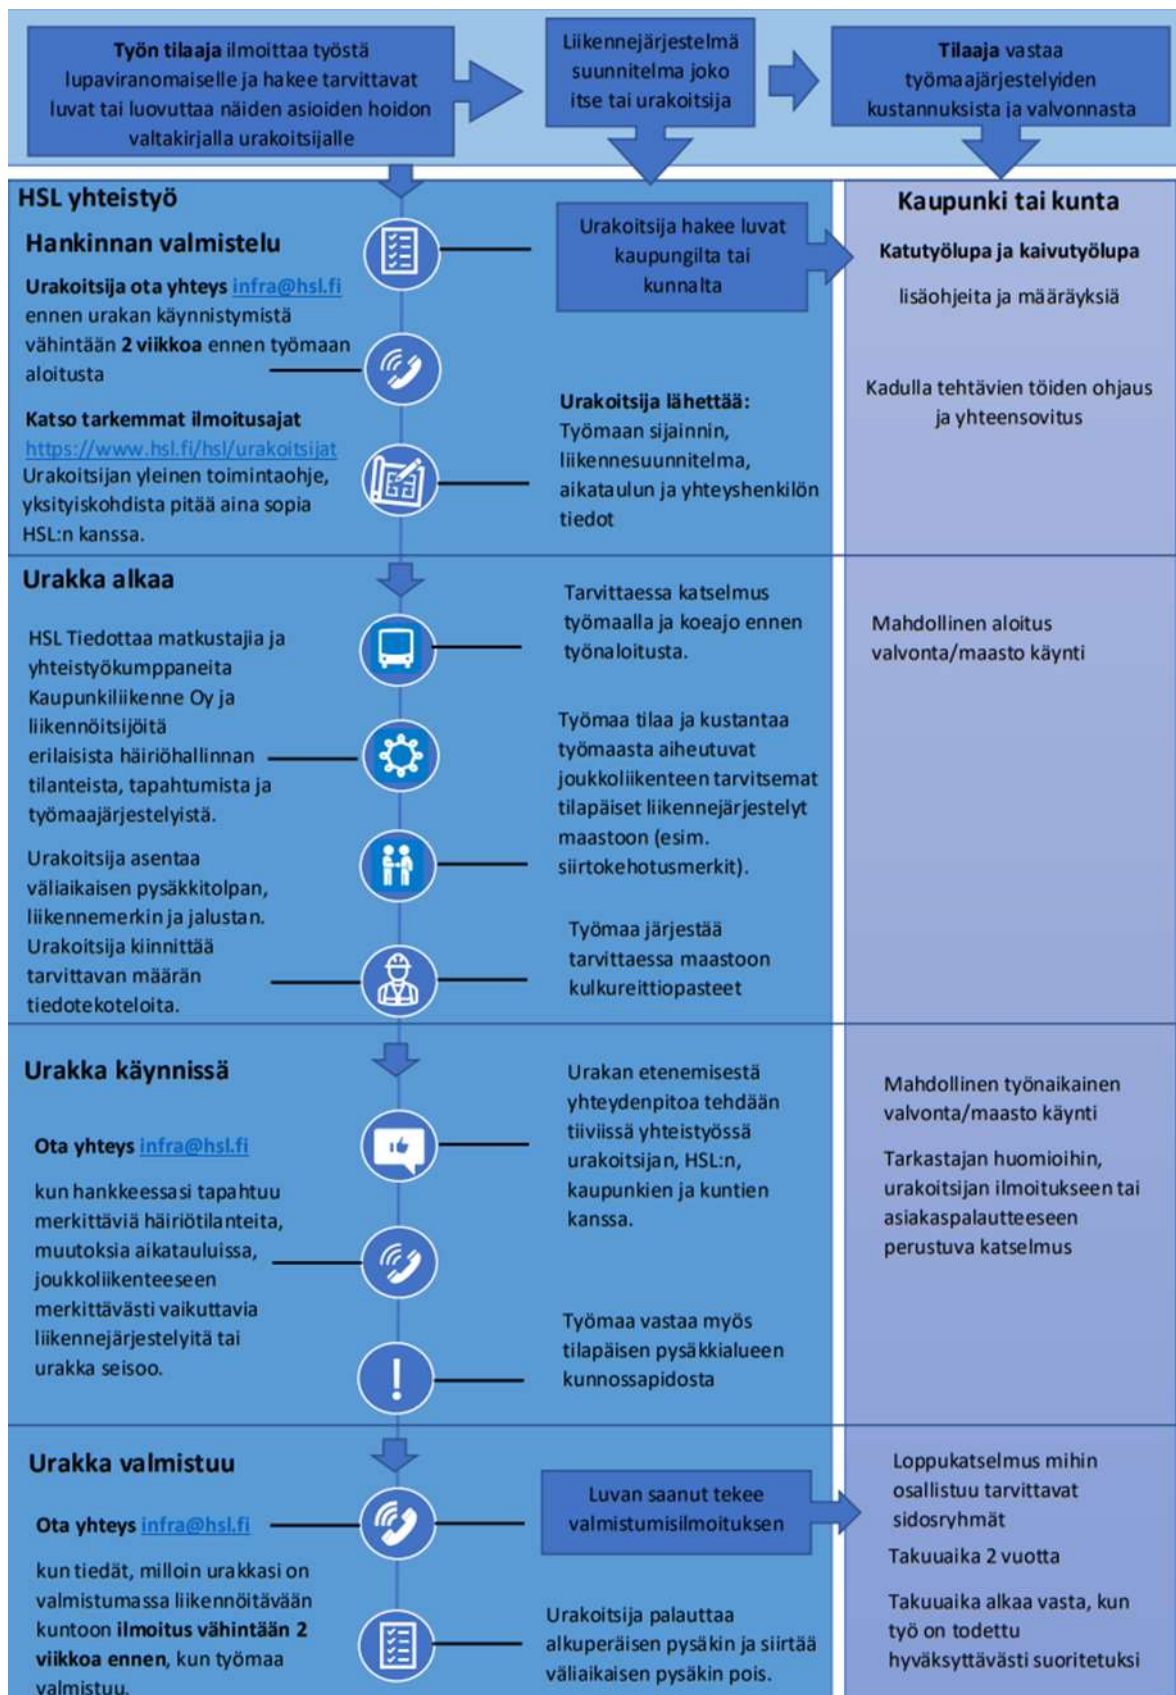 Työn tilaaja ilmoittaa työstä
lupaviranomaiselle ja hakee tarvittavat
luvat tai luovuttaa näiden asioiden hoidon
valtakirjalla urakoitsijalle
Liikennejärjestelmä
suunnitelma joko
itse tai urakoitsija
Tilaaja vastaa
työmaajärjestelyiden
kustannuksista ja valvonnasta
HSL yhteistyö
Hankinnan valmistelu
Urakoitsija ota yhteys infra@hsl.fi
ennen urakan käynnistymistä
vähintään 2 viikkoa ennen työmaan
aloitusta
Katso tarkemmat ilmoitusajat
https://www.hsl.fi/hsl/urakoitsijat
Urakoitsijan yleinen toimintaohje,
yksityiskohdista pitää aina sopia
HSL:n kanssa.
Urakoitsija hakee luvat
kaupungilta tai
kunnalta
Urakoitsija lähettää:
Työmaan sijainnin,
liikennesuunnitelma,
aikataulun ja yhteyshenkilön
tiedot
Kaupunki tai kunta
Katutyölupa ja kaivutyölupa
lisäohjeita ja määräyksiä
Kadulla tehtävien töiden ohjaus
ja yhteensovitus
Urakka alkaa
HSL Tiedottaa matkustajia ja
yhteistyökumppaneita
Kaupunkiliikenne Oy ja
liikennöitsijöitä
erilaisista häiriöhallinnan
tilanteista, tapahtumista ja
työmaajärjestelyistä.
Urakoitsija asentaa
väliaikaisen pysäkkitolpan,
liikennemerkin ja jalustan.
Urakoitsija kiinnittää
tarvittavan määrän
tiedotekoteloita.
Tarvittaessa katselmus
työmaalla ja koeajo ennen
työnaloitusta.
Työmaa tilaa ja kustantaa
työmaasta aiheutuvat
joukkoliikenteen tarvitsemat
tilapäiset liikennejärjestelyt
maastoon (esim.
siirtokehotusmerkit).
Työmaa järjestää
tarvittaessa maastoon
kulkureittiopasteet
Mahdollinen aloitus
valvonta/maasto käynti
Urakka käynnissä
Ota yhteys infra@hsl.fi
kun hankkeessasi tapahtuu
merkittäviä häiriötilanteita,
muutoksia aikatauluissa,
joukkoliikenteeseen
merkittävästi vaikuttavia
liikennejärjestelyitä tai
urakka seisoo.
Urakan etenemisestä
yhteydenpitoa tehdään
tiiviissä yhteistyössä
urakoitsijan, HSL:n,
kaupunkien ja kuntien
kanssa.
Työmaa vastaa myös
tilapäisen pysäkkialueen
kunnossapidosta
Mahdollinen työnaikainen
valvonta/maasto käynti
Tarkastajan huomioihin,
urakoitsijan ilmoitukseen tai
asiakaspalautteeseen
perustuva katselmus
Urakka valmistuu
Ota yhteys infra@hsl.fi
kun tiedät, milloin urakkasi on
valmistumassa liikennöitävään
kuntoon ilmoitus vähintään 2
viikkoa ennen, kun työmaa
valmistuu.
Luvan saanut tekee
valmistumisilmoituksen
Urakoitsija palauttaa
alkuperäisen pysäkin ja siirtää
väliaikaisen pysäkin pois.
Loppukatselmus mihin
osallistuu tarvittavat
sidosryhmät
Takuuaika 2 vuotta
Takuuaika alkaa vasta, kun
työ on todettu
hyväksyttävästi suoritetuksi